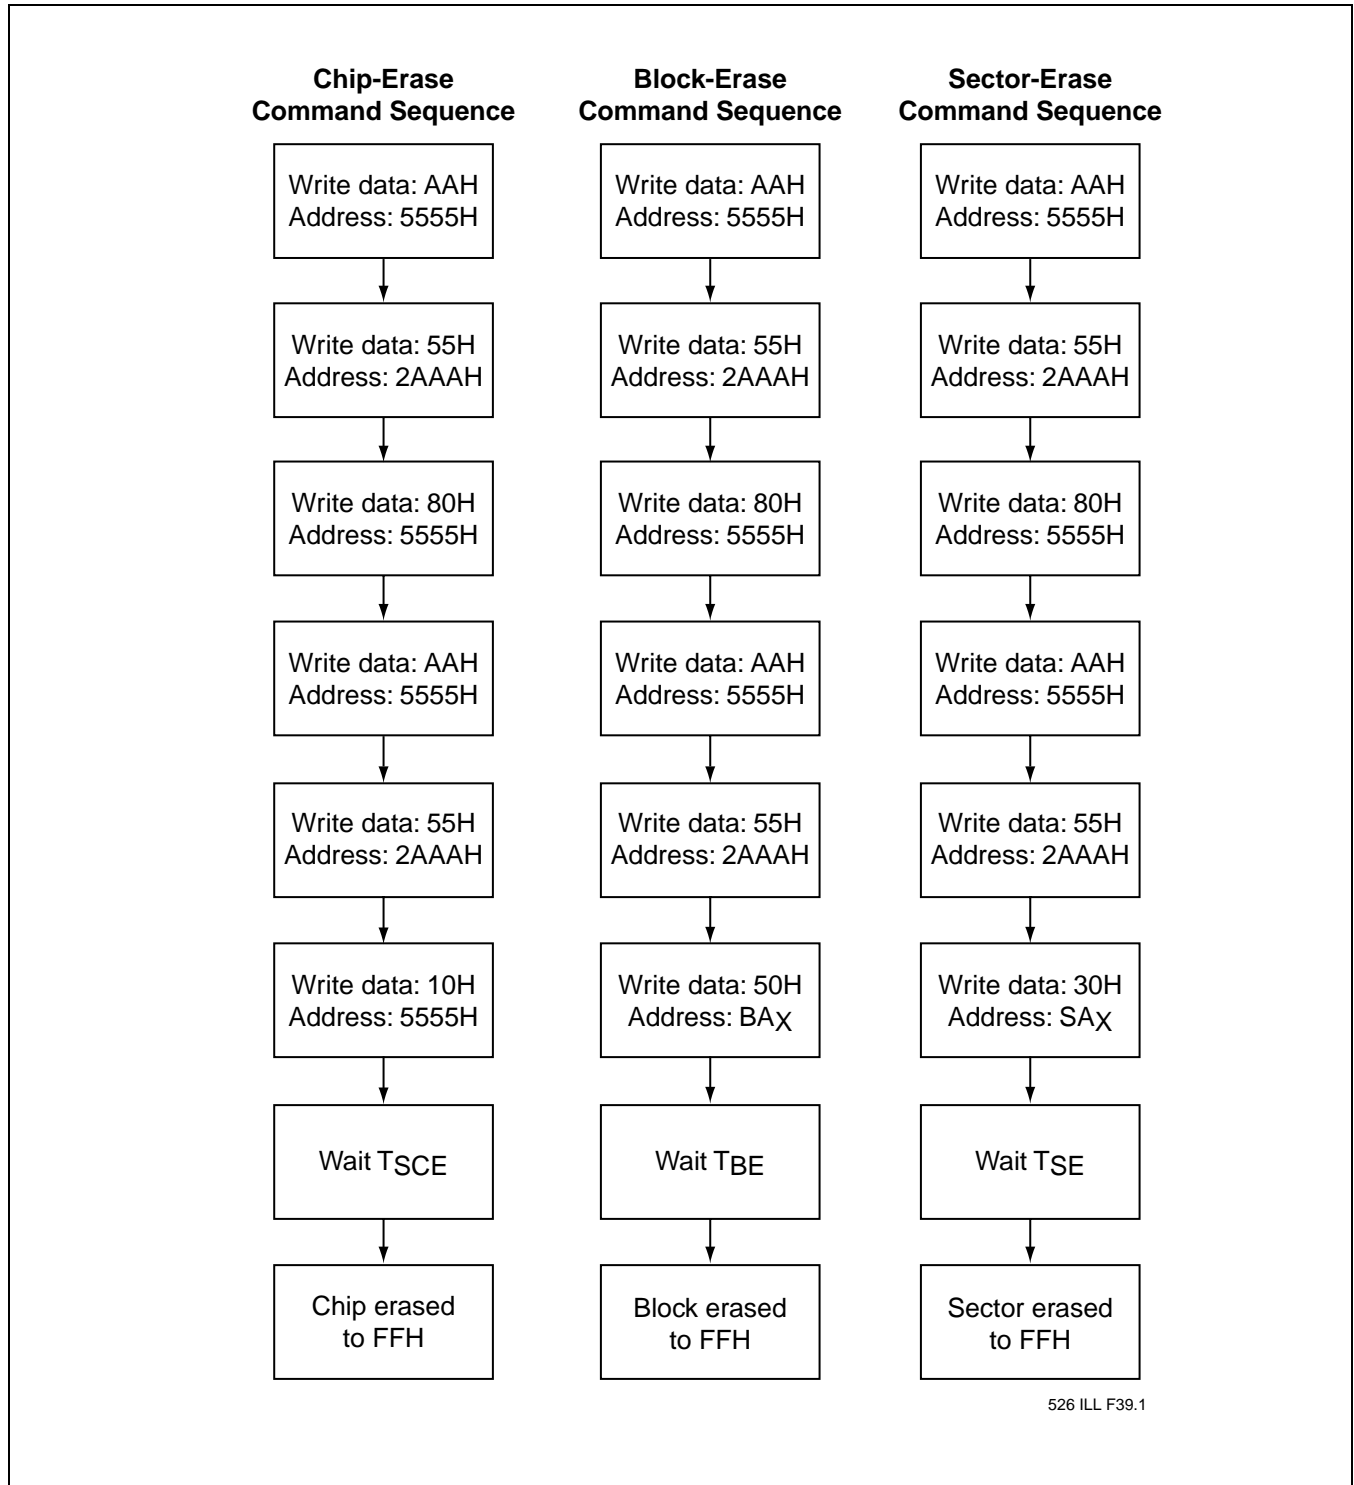 Chip-Erase
Command Sequence
Write data: AAH
Address: 5555H
Write data: 55H
Address: 2AAAH
Write data: 80H
Address: 5555H
Write data: AAH
Address: 5555H
Write data: 55H
Address: 2AAAH
Write data: 10H
Address: 5555H
Wait TSCE
Chip erased
to FFH
Block-Erase
Command Sequence
Write data: AAH
Address: 5555H
Write data: 55H
Address: 2AAAH
Write data: 80H
Address: 5555H
Write data: AAH
Address: 5555H
Write data: 55H
Address: 2AAAH
Write data: 50H
Address: BAX
Wait TBE
Block erased
to FFH
Sector-Erase
Command Sequence
Write data: AAH
Address: 5555H
Write data: 55H
Address: 2AAAH
Write data: 80H
Address: 5555H
Write data: AAH
Address: 5555H
Write data: 55H
Address: 2AAAH
Write data: 30H
Address: SAX
Wait TSE
Sector erased
to FFH
526 ILL F39.1